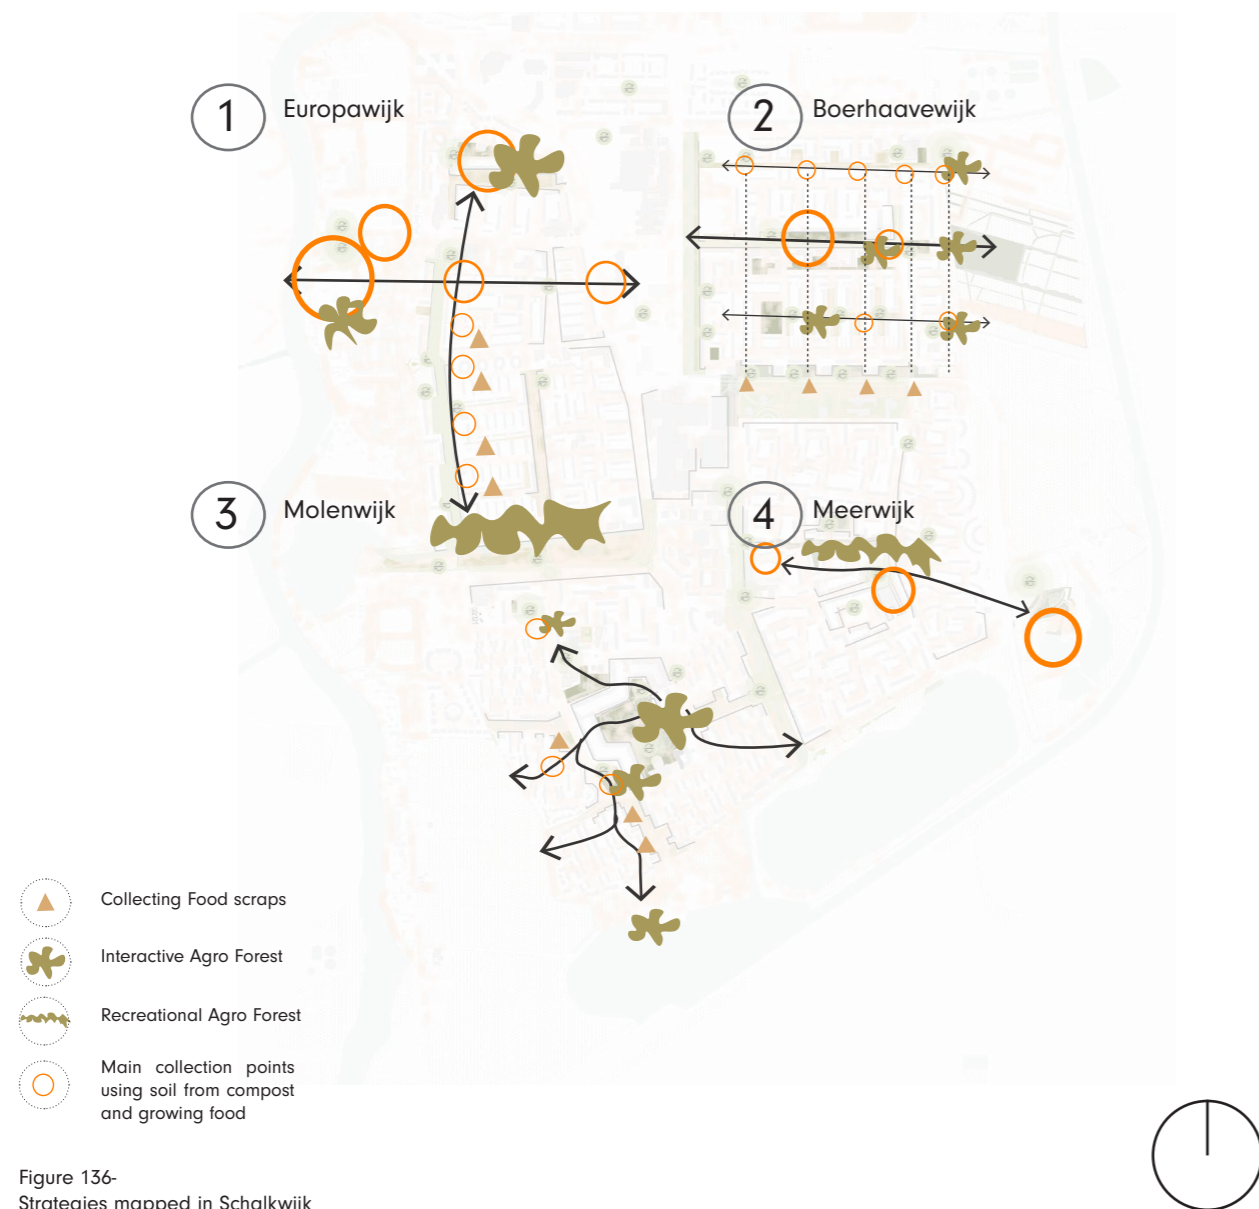 1 Europawijk
2 Boerhaavewijk
3 Molenwijk
4 Meerwijk
Collecting Food scraps
Interactive Agro Forest
Recreational Agro Forest
Main collection points
using soil from compost
and growing food
Figure 136-
Strategies mapped in Schalkwijk